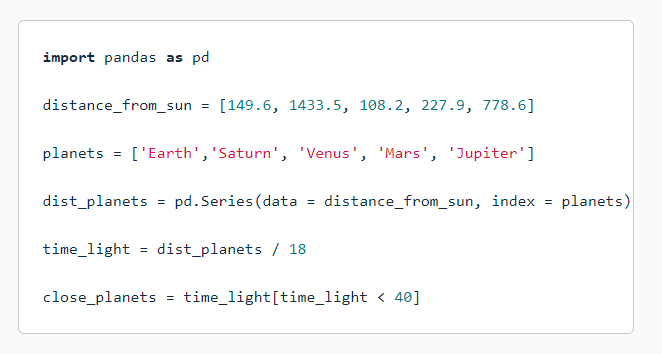 import pandas as pd
distance_from_sun = [149.6, 1433.5, 108.2, 227.9, 778.6]
planets = ['Earth','Saturn', 'Venus', 'Mars', 'Jupiter']
dist_planets = pd.Series(data = distance_from_sun, index = planets)
time_light = dist_planets / 18
close_planets = time_light[time_light < 40]